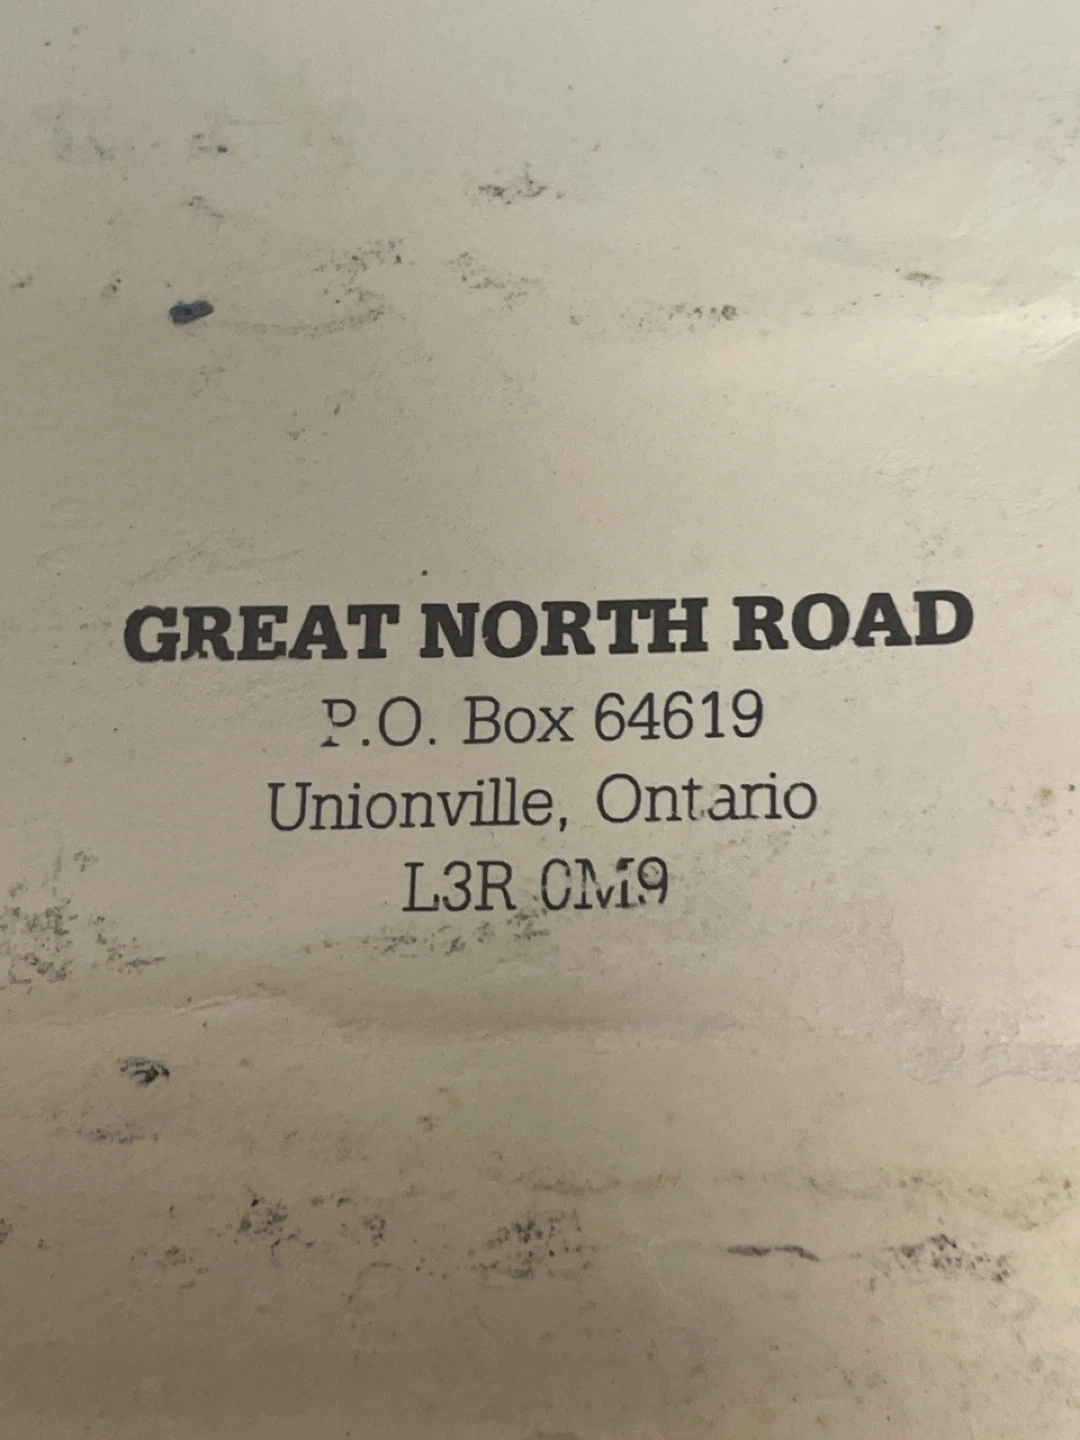 GREAT NORTH ROAD
P.O. Box 64619
Unionville, Ontario
L3R 0M9